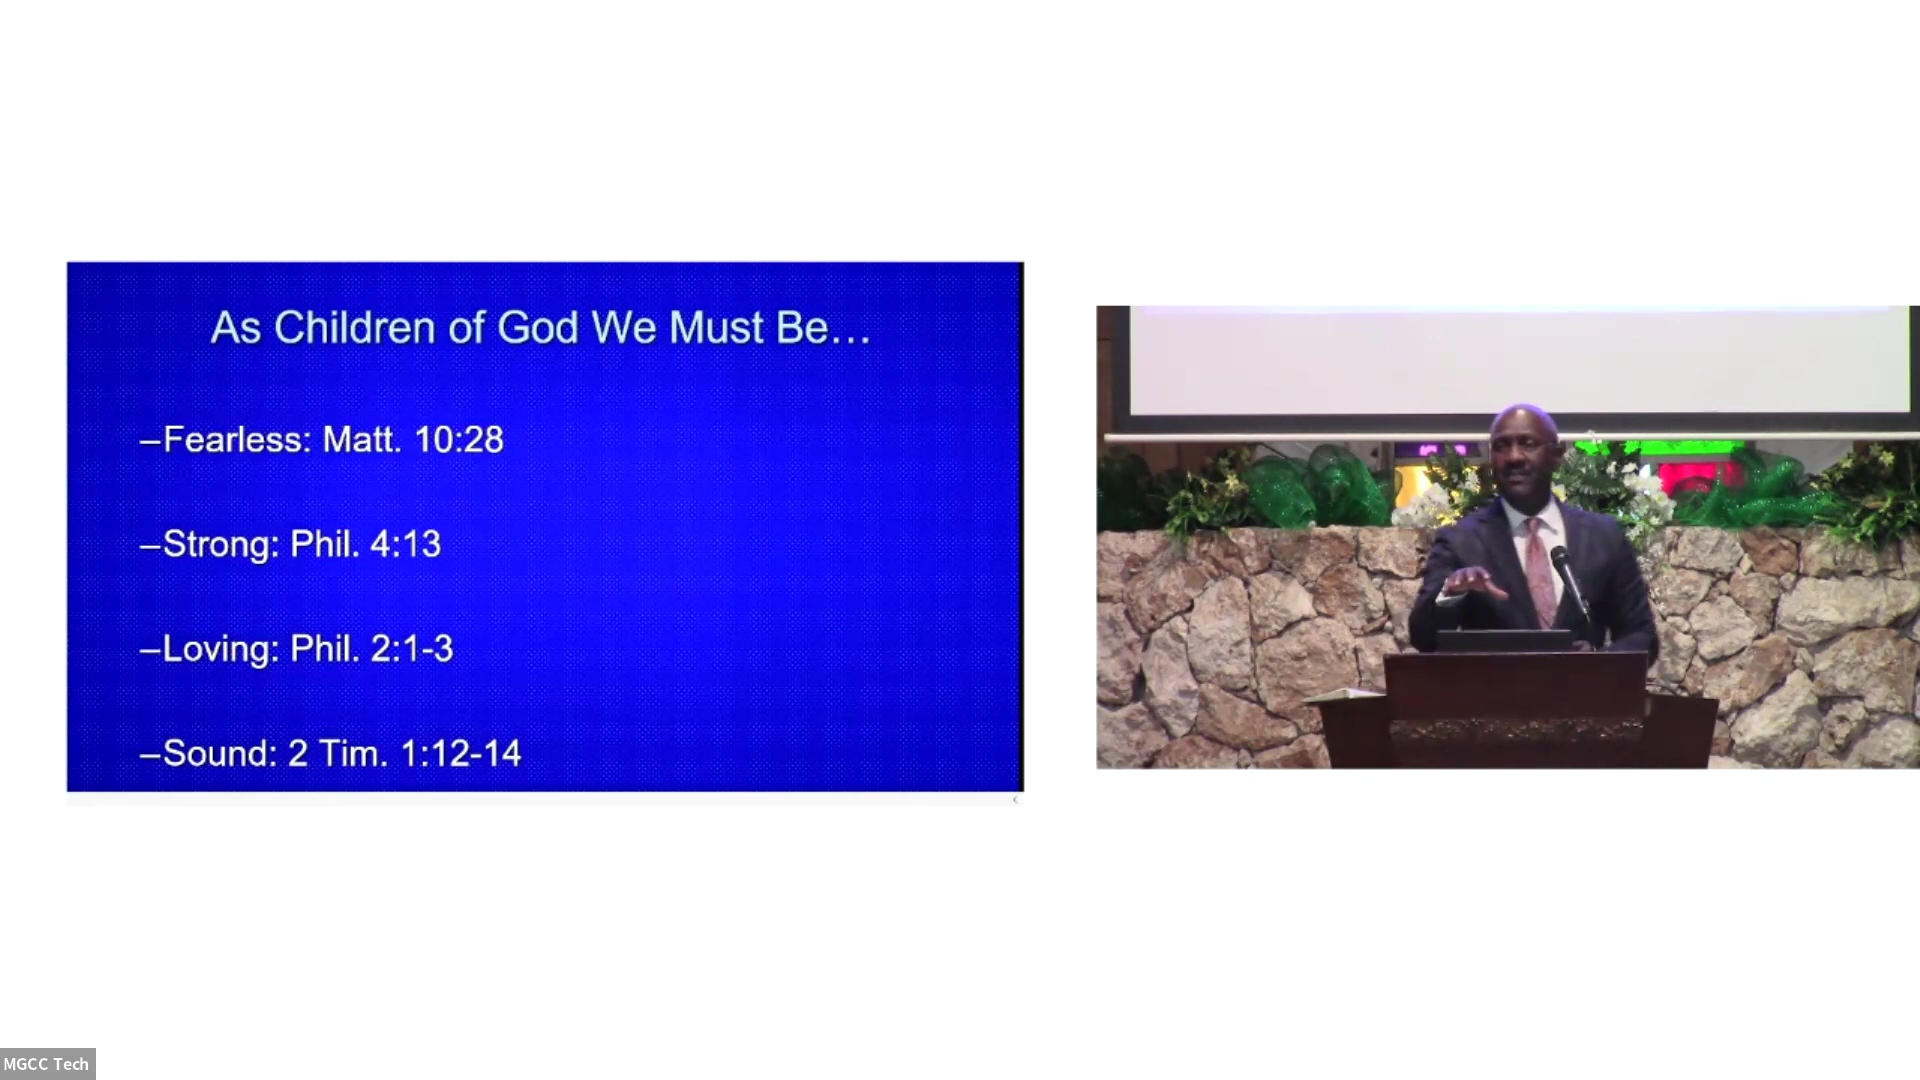 As Children of God We Must Be…
–Fearless: Matt. 10:28
–Strong: Phil. 4:13
–Loving: Phil. 2:1-3
–Sound: 2 Tim. 1:12-14
MGCC Tech